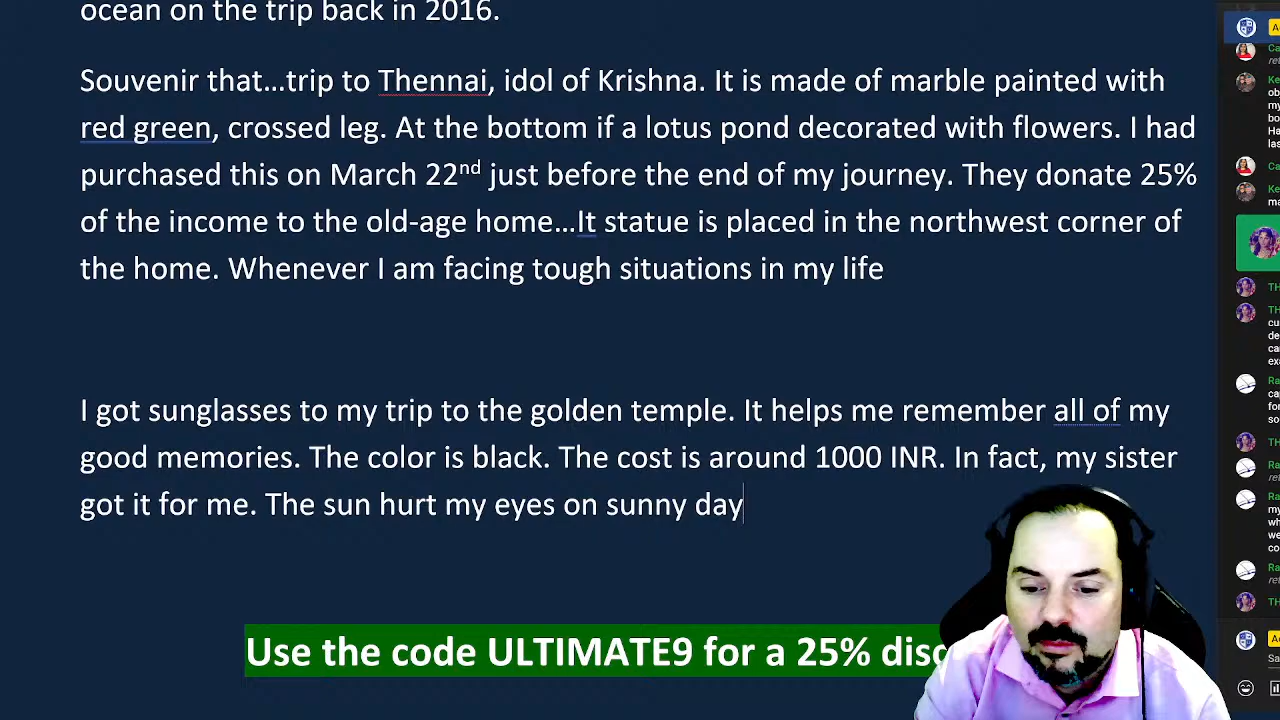 ocean on the trip back in 2016.
Souvenir that…trip to Thennai, idol of Krishna. It is made of marble painted with
red green, crossed leg. At the bottom if a lotus pond decorated with flowers. I had
purchased this on March 22nd just before the end of my journey. They donate 25%
of the income to the old-age home…It statue is placed in the northwest corner of
the home. Whenever I am facing tough situations in my life
I got sunglasses to my trip to the golden temple. It helps me remember all of my
good memories. The color is black. The cost is around 1000 INR. In fact, my sister
got it for me. The sun hurt my eyes on sunny day
Use the code ULTIMATE9 for a 25% disc